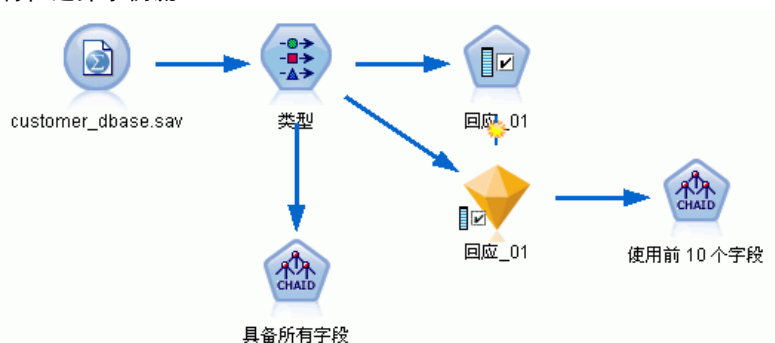 customer_dbase.sav
类型
回应_01
回应_01
CHAID
使用前 10 个字段
CHAID
具备所有字段